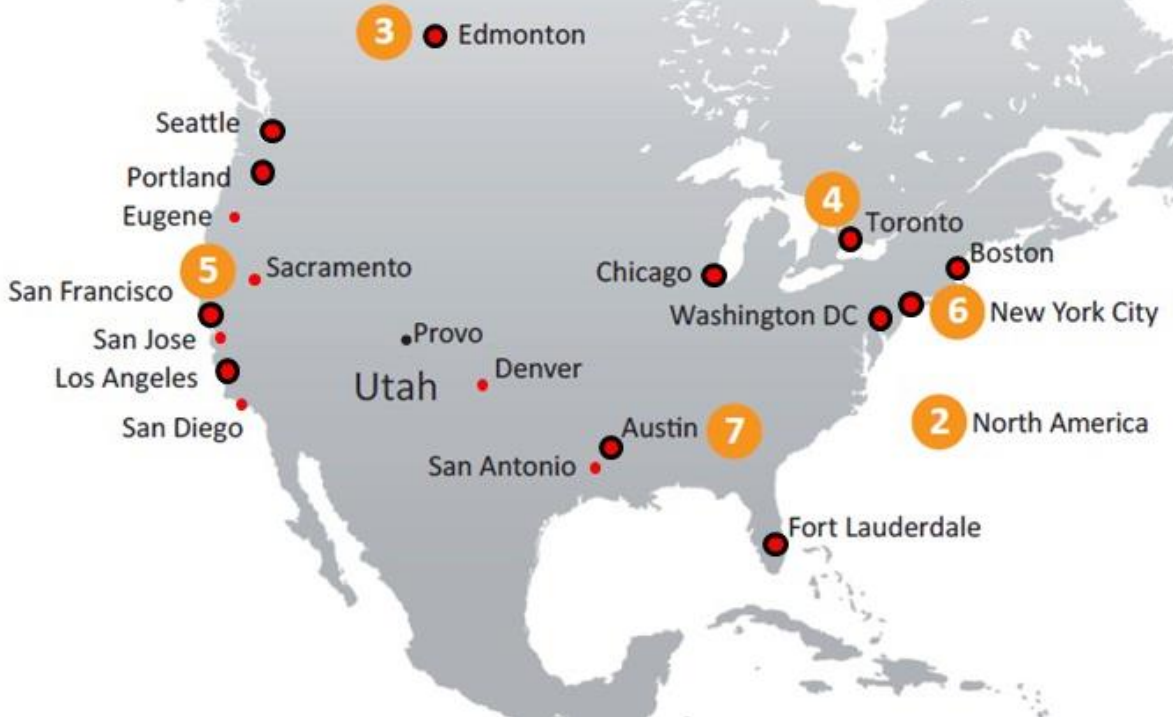 3 Edmonton
Seattle
Portland
Eugene
4
Toronto
5 Sacramento
Boston
San Francisco
Chicago
Washington DC
6 New York City
San Jose
Provo
Los Angeles
Utah
Denver
San Diego
Austin 7
2 North America
San Antonio
Fort Lauderdale